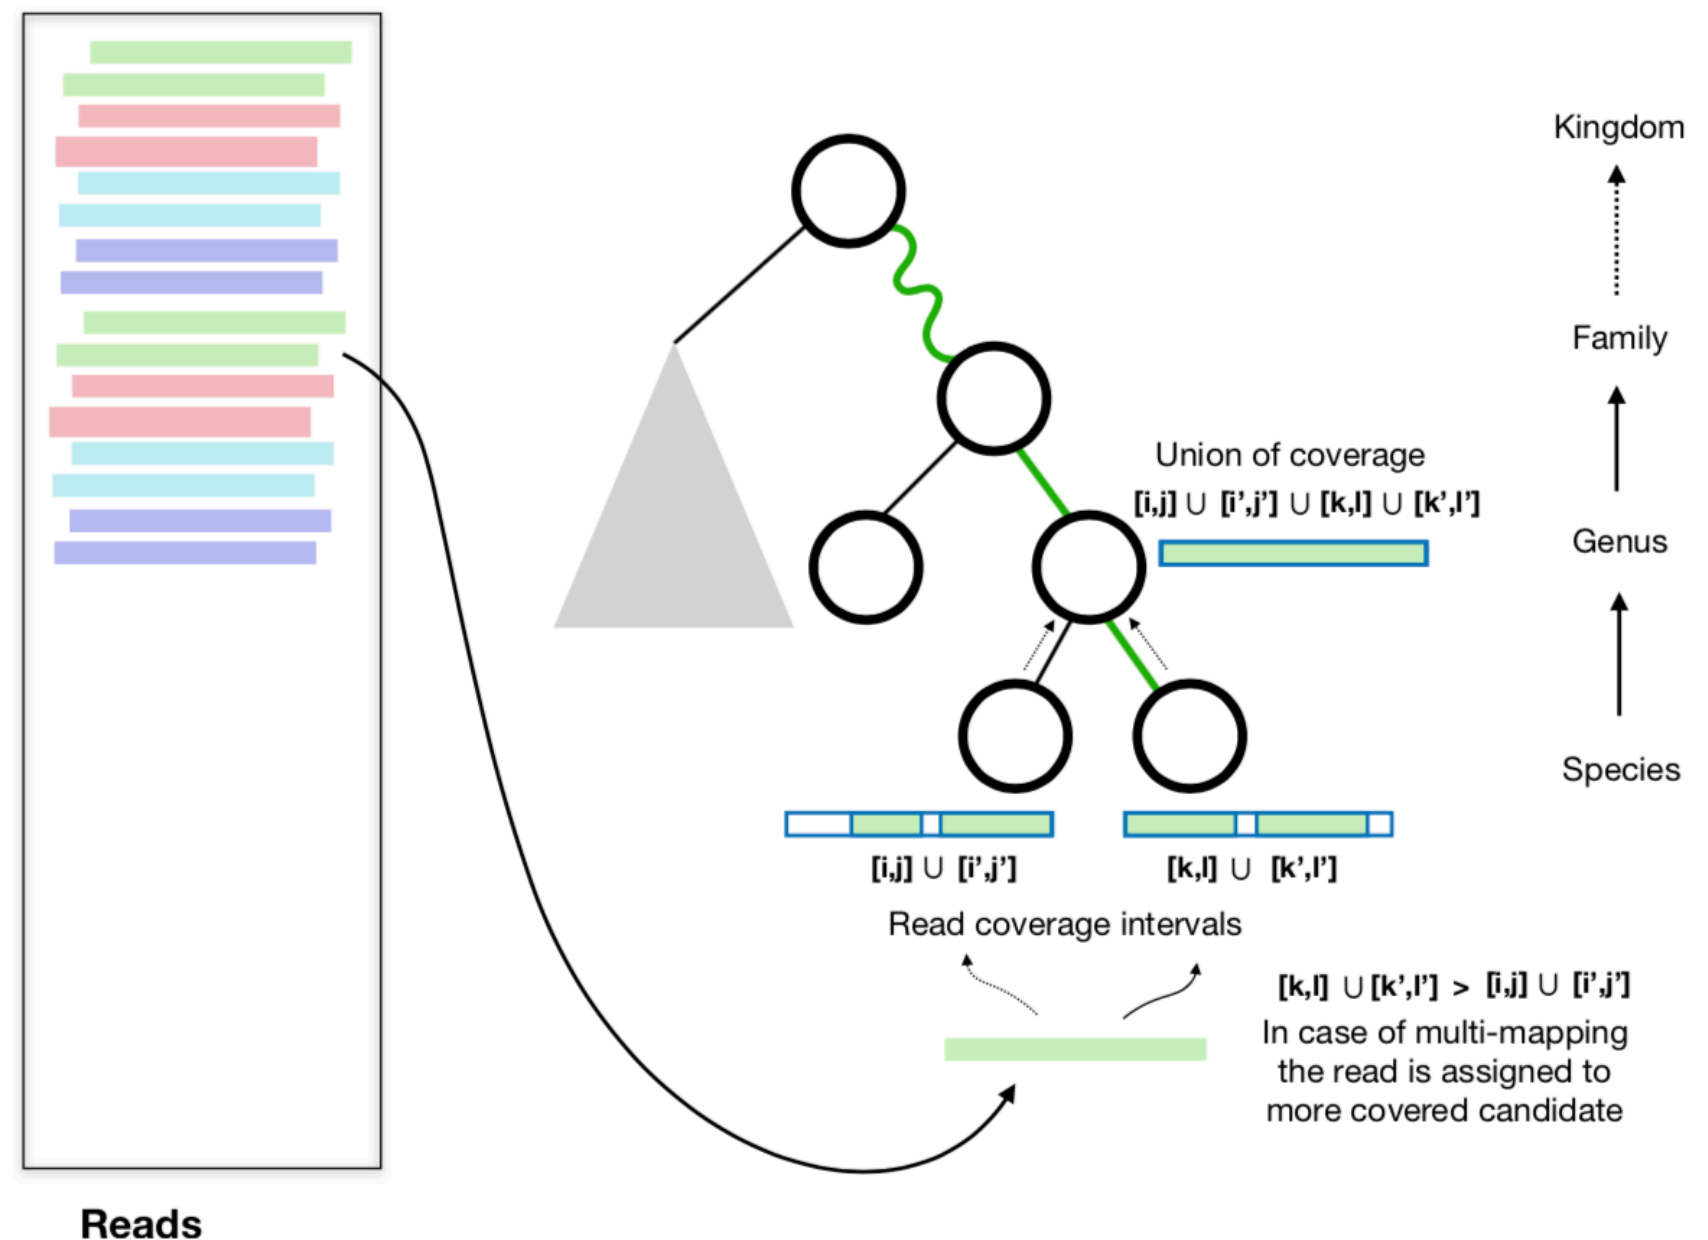 Kingdom
Family
Union of coverage
[i,j] ∪ [i’,j’] ∪ [k,l] ∪ [k’,l’]
Genus
Species
[i,j] ∪ [i’,j’]
[k,l] ∪ [k’,l’]
Read coverage intervals
[k,l] ∪ [k’,l’] > [i,j] ∪ [i’,j’]
In case of multi-mapping
the read is assigned to
more covered candidate
Reads